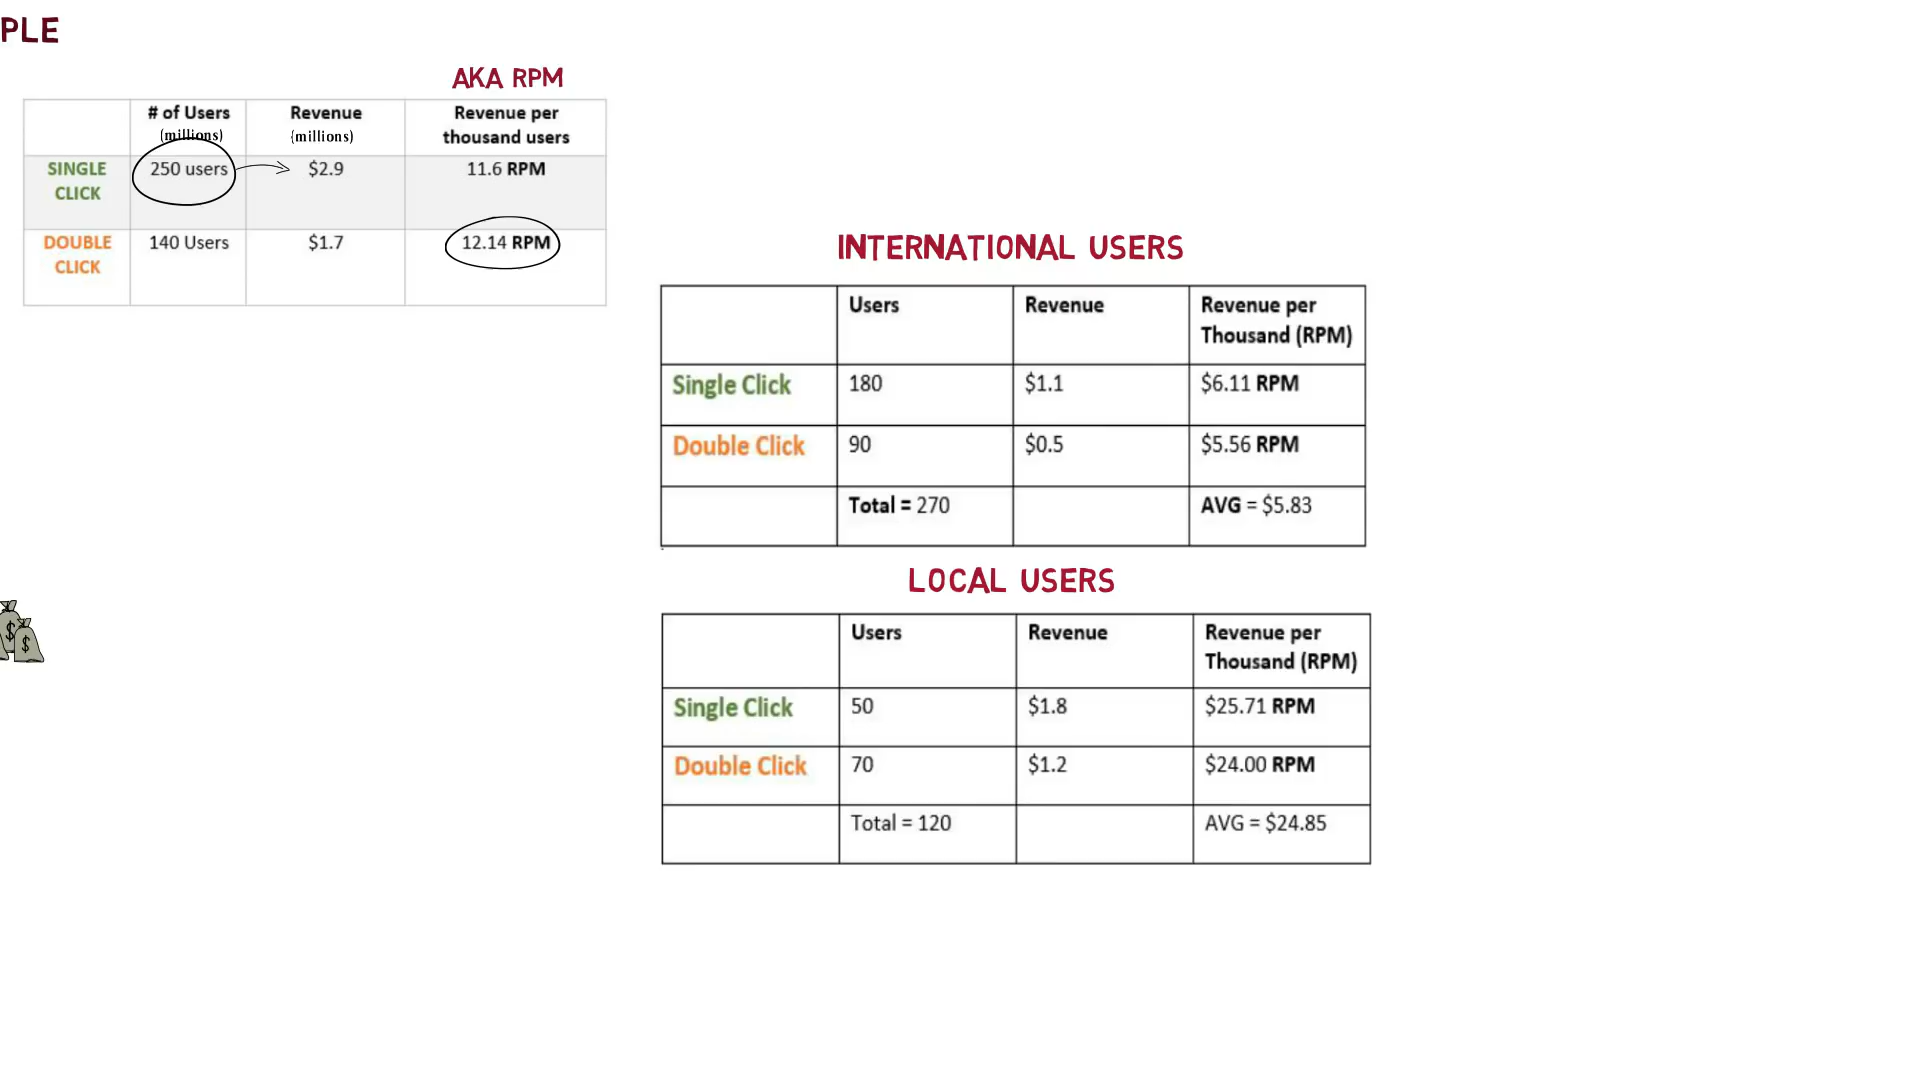 PLE
AKA RPM
# of Users (millions) Revenue (millions) Revenue per thousand users
SINGLE CLICK 250 users $2.9 11.6 RPM
DOUBLE CLICK 140 Users $1.7 12.14 RPM
INTERNATIONAL USERS
Users Revenue Revenue per Thousand (RPM)
Single Click 180 $1.1 $6.11 RPM
Double Click 90 $0.5 $5.56 RPM
Total = 270 AVG = $5.83
LOCAL USERS
Users Revenue Revenue per Thousand (RPM)
Single Click 50 $1.8 $25.71 RPM
Double Click 70 $1.2 $24.00 RPM
Total = 120 AVG = $24.85
$ $